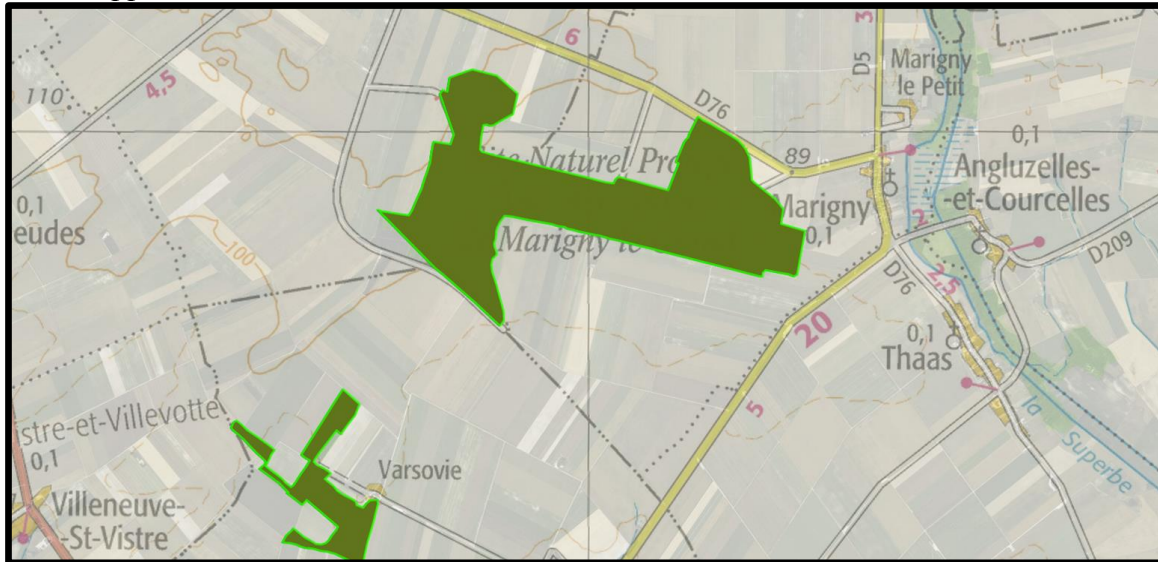 3
6
D5
Marigny
le Petit
4,5
110
D76
0,1
89
Angluzelles-
-et-Courcelles
Naturel Pro
Marigny
0,1
2
0,1
eudes
Marigny le
100
D209
D76
2,5
20
0,1
Thaas
5
la
Superbe
istre-et-Villevotte
0,1
Varsovie
Villeneuve-
-St-Vistre